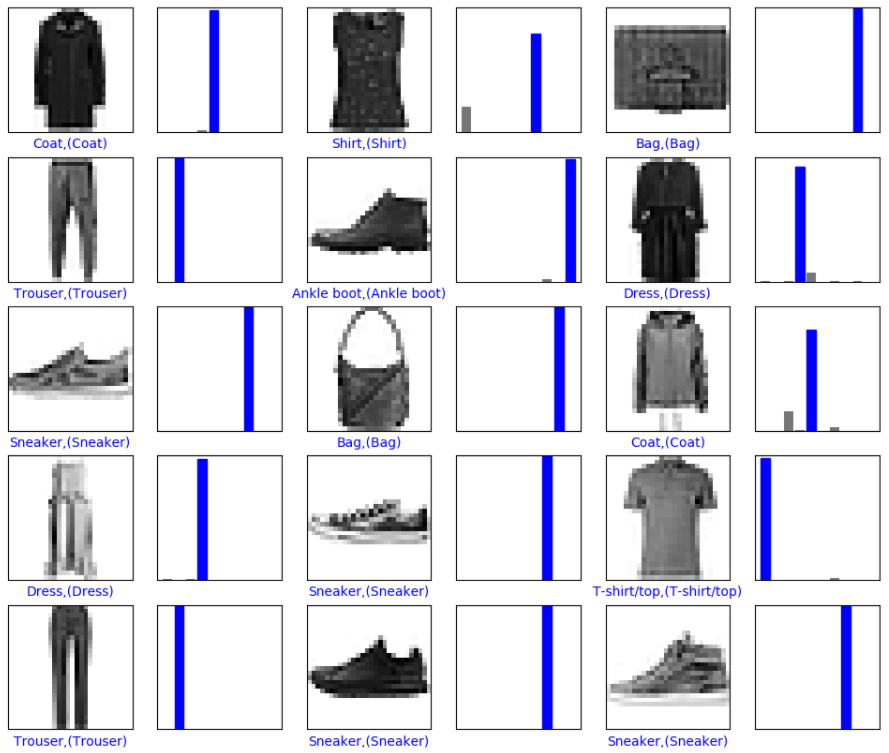 Coat,(Coat)
Shirt,(Shirt)
Bag,(Bag)
Trouser,(Trouser)
Ankle boot,(Ankle boot)
Dress,(Dress)
Sneaker,(Sneaker)
Bag,(Bag)
Coat,(Coat)
Dress,(Dress)
Sneaker,(Sneaker)
T-shirt/top,(T-shirt/top)
Trouser,(Trouser)
Sneaker,(Sneaker)
Sneaker,(Sneaker)